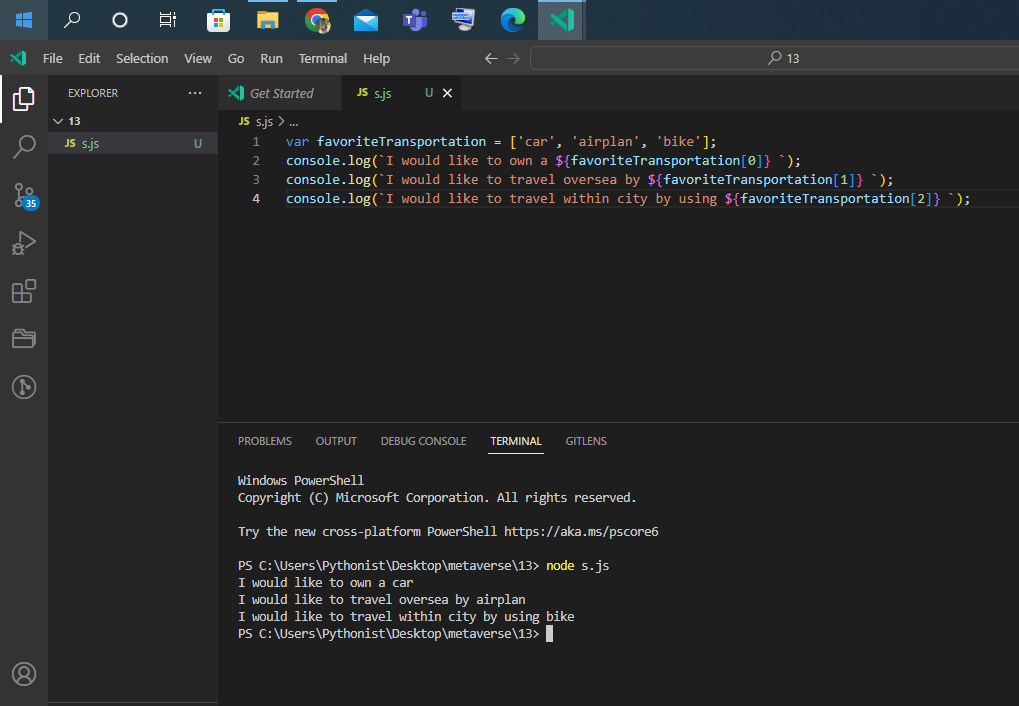 File Edit Selection View Go Run Terminal Help 13
EXPLORER ...
Get Started
JS s.js U
13
JS s.js U
35
JS s.js > ...
1 var favoriteTransportation = ['car', 'airplan', 'bike'];
2 console.log(`I would like to own a ${favoriteTransportation[0]} `);
3 console.log(`I would like to travel oversea by ${favoriteTransportation[1]} `);
4 console.log(`I would like to travel within city by using ${favoriteTransportation[2]} `);
PROBLEMS OUTPUT DEBUG CONSOLE TERMINAL GITLENS
Windows PowerShell
Copyright (C) Microsoft Corporation. All rights reserved.
Try the new cross-platform PowerShell https://aka.ms/pscore6
PS C:\Users\Pythonist\Desktop\metaverse\13> node s.js
I would like to own a car
I would like to travel oversea by airplan
I would like to travel within city by using bike
PS C:\Users\Pythonist\Desktop\metaverse\13>